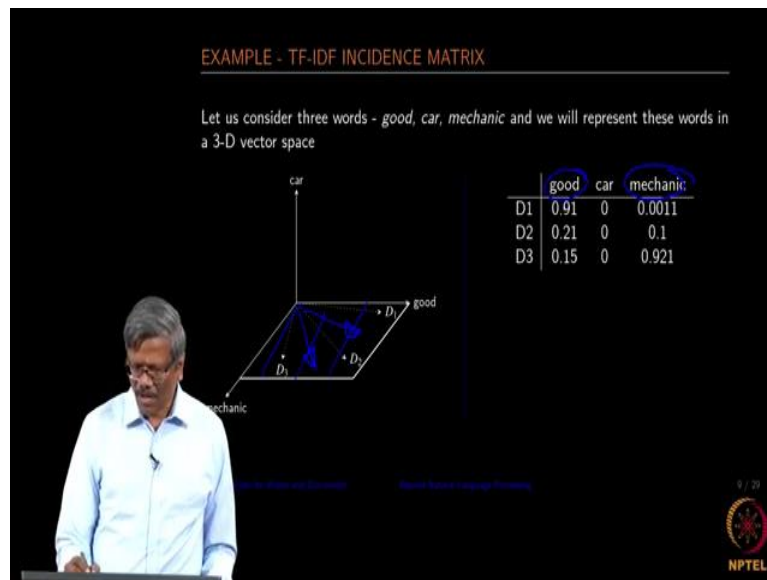 EXAMPLE - TF-IDF INCIDENCE MATRIX
Let us consider three words - good, car, mechanic and we will represent these words in
a 3-D vector space
car
good
D1
D2
D3
mechanic
good car mechanic
D1 0.91 0 0.0011
D2 0.21 0 0.1
D3 0.15 0 0.921
9 / 29
NPTEL